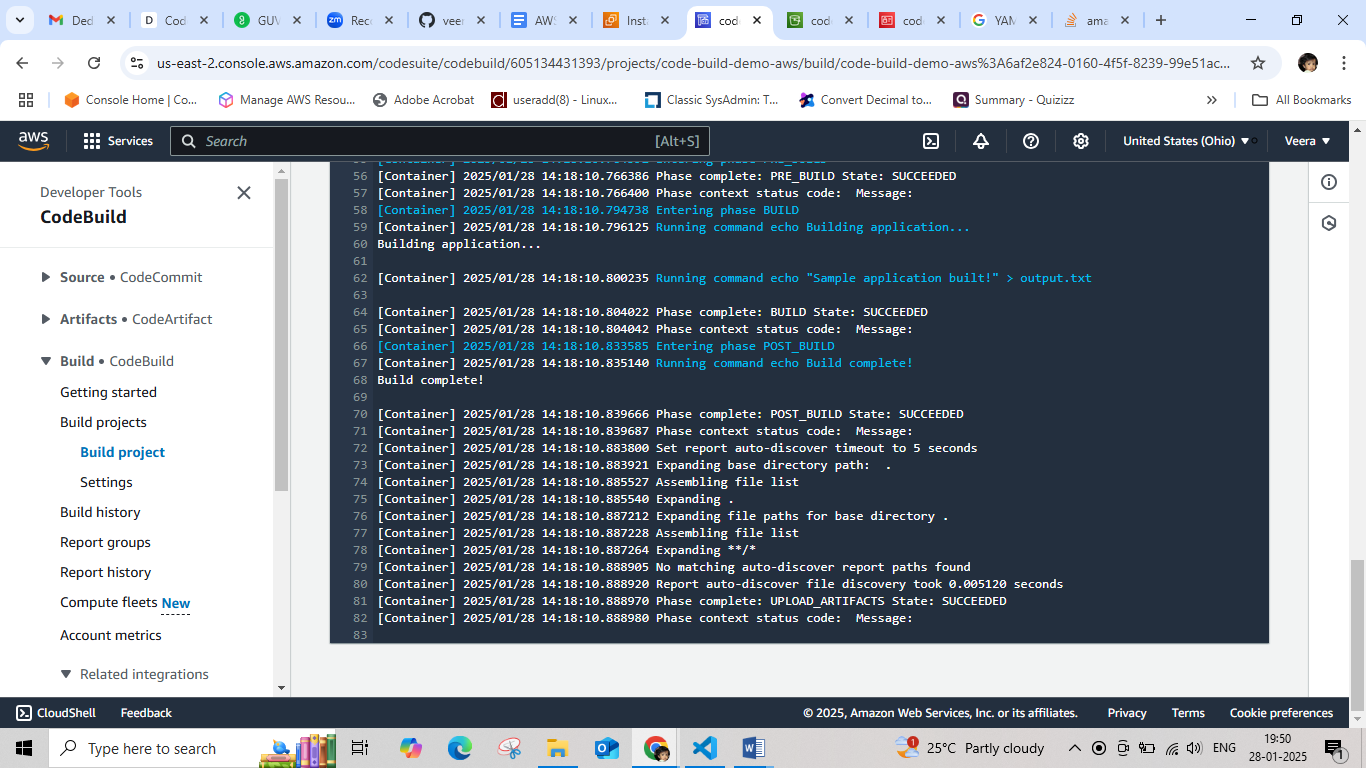 Ded
Cod
GUV
Rec
veer
AWS
Insta
code
code
code
YAM
ama
us-east-2.console.aws.amazon.com/codesuite/codebuild/605134431393/projects/code-build-demo-aws/build/code-build-demo-aws%3A6af2e824-0160-4f5f-8239-99e51ac...
Console Home | Co...
Manage AWS Resou...
Adobe Acrobat
useradd(8) - Linux...
Classic SysAdmin: T...
Convert Decimal to...
Summary - Quizizz
All Bookmarks
aws
Services
Search
[Alt+S]
United States (Ohio)
Veera
Developer Tools
CodeBuild
Source • CodeCommit
Artifacts • CodeArtifact
Build • CodeBuild
Getting started
Build projects
Build project
Settings
Build history
Report groups
Report history
Compute fleets New
Account metrics
Related integrations
56 [Container] 2025/01/28 14:18:10.766386 Phase complete: PRE_BUILD State: SUCCEEDED
57 [Container] 2025/01/28 14:18:10.766400 Phase context status code:  Message:
58 [Container] 2025/01/28 14:18:10.794738 Entering phase BUILD
59 [Container] 2025/01/28 14:18:10.796125 Running command echo Building application...
60 Building application...
61
62 [Container] 2025/01/28 14:18:10.800235 Running command echo "Sample application built!" > output.txt
63
64 [Container] 2025/01/28 14:18:10.804022 Phase complete: BUILD State: SUCCEEDED
65 [Container] 2025/01/28 14:18:10.804042 Phase context status code:  Message:
66 [Container] 2025/01/28 14:18:10.833585 Entering phase POST_BUILD
67 [Container] 2025/01/28 14:18:10.835140 Running command echo Build complete!
68 Build complete!
69
70 [Container] 2025/01/28 14:18:10.839666 Phase complete: POST_BUILD State: SUCCEEDED
71 [Container] 2025/01/28 14:18:10.839687 Phase context status code:  Message:
72 [Container] 2025/01/28 14:18:10.883800 Set report auto-discover timeout to 5 seconds
73 [Container] 2025/01/28 14:18:10.883921 Expanding base directory path:  .
74 [Container] 2025/01/28 14:18:10.885527 Assembling file list
75 [Container] 2025/01/28 14:18:10.885540 Expanding .
76 [Container] 2025/01/28 14:18:10.887212 Expanding file paths for base directory .
77 [Container] 2025/01/28 14:18:10.887228 Assembling file list
78 [Container] 2025/01/28 14:18:10.887264 Expanding **/*
79 [Container] 2025/01/28 14:18:10.888905 No matching auto-discover report paths found
80 [Container] 2025/01/28 14:18:10.888920 Report auto-discover file discovery took 0.005120 seconds
81 [Container] 2025/01/28 14:18:10.888970 Phase complete: UPLOAD_ARTIFACTS State: SUCCEEDED
82 [Container] 2025/01/28 14:18:10.888980 Phase context status code:  Message:
83
CloudShell
Feedback
© 2025, Amazon Web Services, Inc. or its affiliates.
Privacy
Terms
Cookie preferences
Type here to search
1
25°C Partly cloudy
ENG
19:50
28-01-2025
1